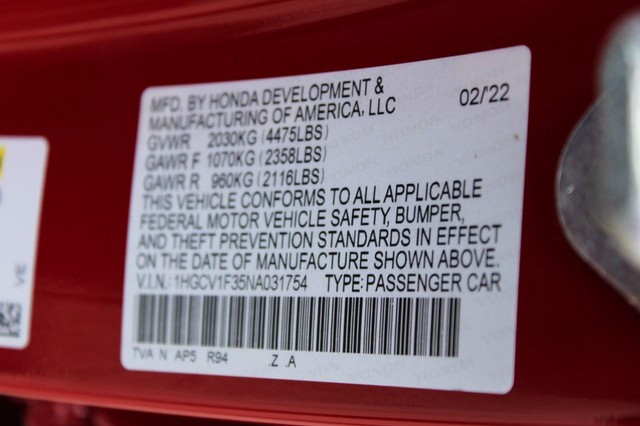 MFD. BY HONDA DEVELOPMENT &
MANUFACTURING OF AMERICA, LLC 02/'22
GVWR 2030KG (4475LBS)
GAWR F 1070KG (2358LBS)
GAWR R 960KG (2116LBS)
THIS VEHICLE CONFORMS TO ALL APPLICABLE
FEDERAL MOTOR VEHICLE SAFETY, BUMPER,
AND THEFT PREVENTION STANDARDS IN EFFECT
ON THE DATE OF MANUFACTURE SHOWN ABOVE.
V.I.N.: 1HGCV1F35NA031754 TYPE: PASSENGER CAR
TVA N AP5 R94 .Z .A
VE